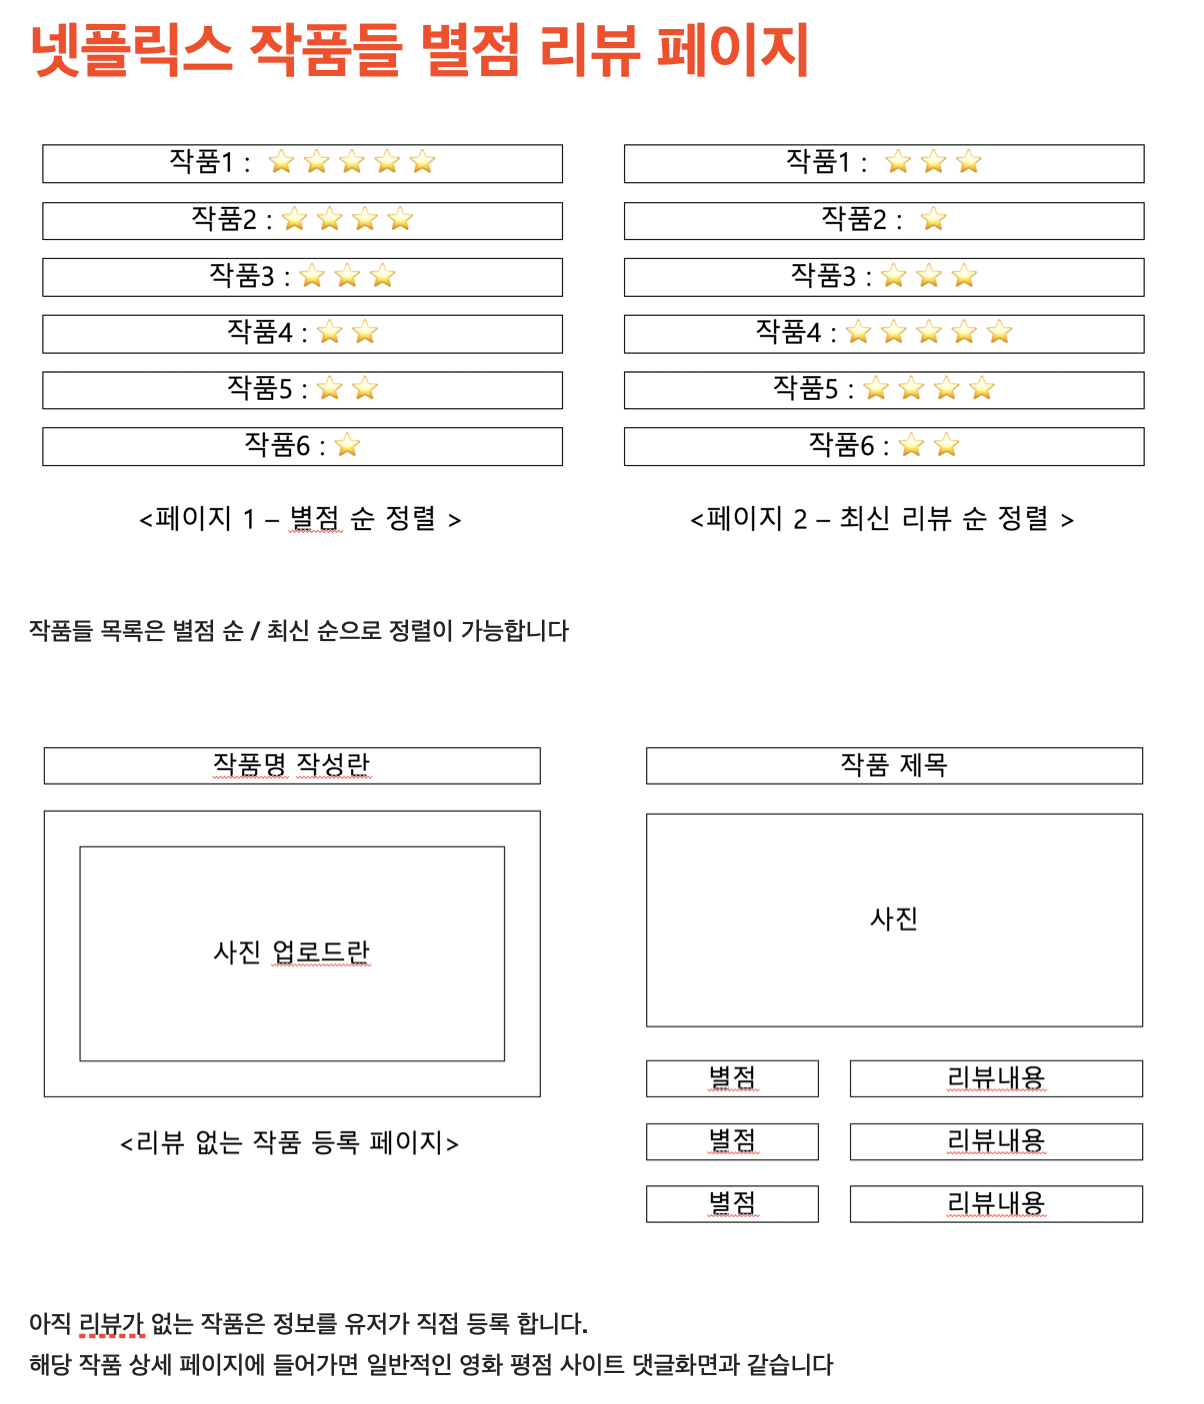 넷플릭스 작품들 별점 리뷰 페이지
작품1 : ⭐⭐⭐⭐⭐
작품2 : ⭐⭐⭐⭐
작품3 : ⭐⭐⭐
작품4 : ⭐⭐
작품5 : ⭐⭐
작품6 : ⭐
<페이지 1 – 별점 순 정렬 >
작품1 : ⭐⭐⭐
작품2 : ⭐
작품3 : ⭐⭐⭐
작품4 : ⭐⭐⭐⭐⭐
작품5 : ⭐⭐⭐⭐
작품6 : ⭐⭐
<페이지 2 – 최신 리뷰 순 정렬 >
작품들 목록은 별점 순 / 최신 순으로 정렬이 가능합니다
작품명 작성란
사진 업로드란
<리뷰 없는 작품 등록 페이지>
작품 제목
사진
별점 리뷰내용
별점 리뷰내용
별점 리뷰내용
아직 리뷰가 없는 작품은 정보를 유저가 직접 등록 합니다.
해당 작품 상세 페이지에 들어가면 일반적인 영화 평점 사이트 댓글화면과 같습니다